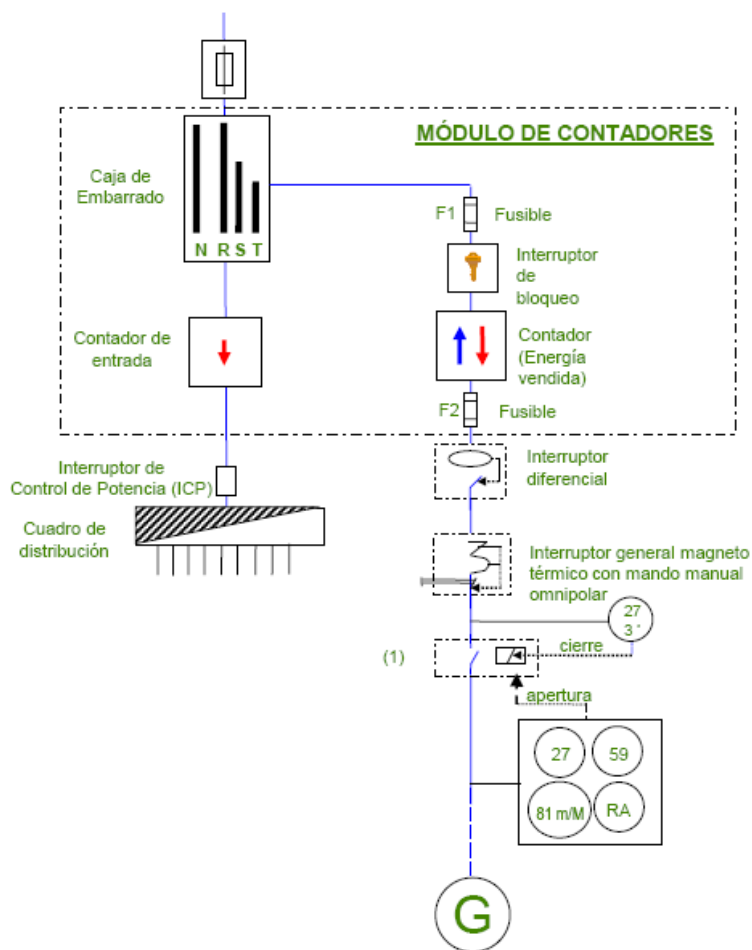 MÓDULO DE CONTADORES
Caja de
Embarrado
N R S T
F1
Fusible
Interruptor
de
bloqueo
Contador de
entrada
Contador
(Energía
vendida)
F2
Fusible
Interruptor de
Control de Potencia (ICP)
Interruptor
diferencial
Cuadro de
distribución
Interruptor general magneto
térmico con mando manual
omnipolar
27
3'
(1)
cierre
apertura
27
59
81 m/M
RA
G